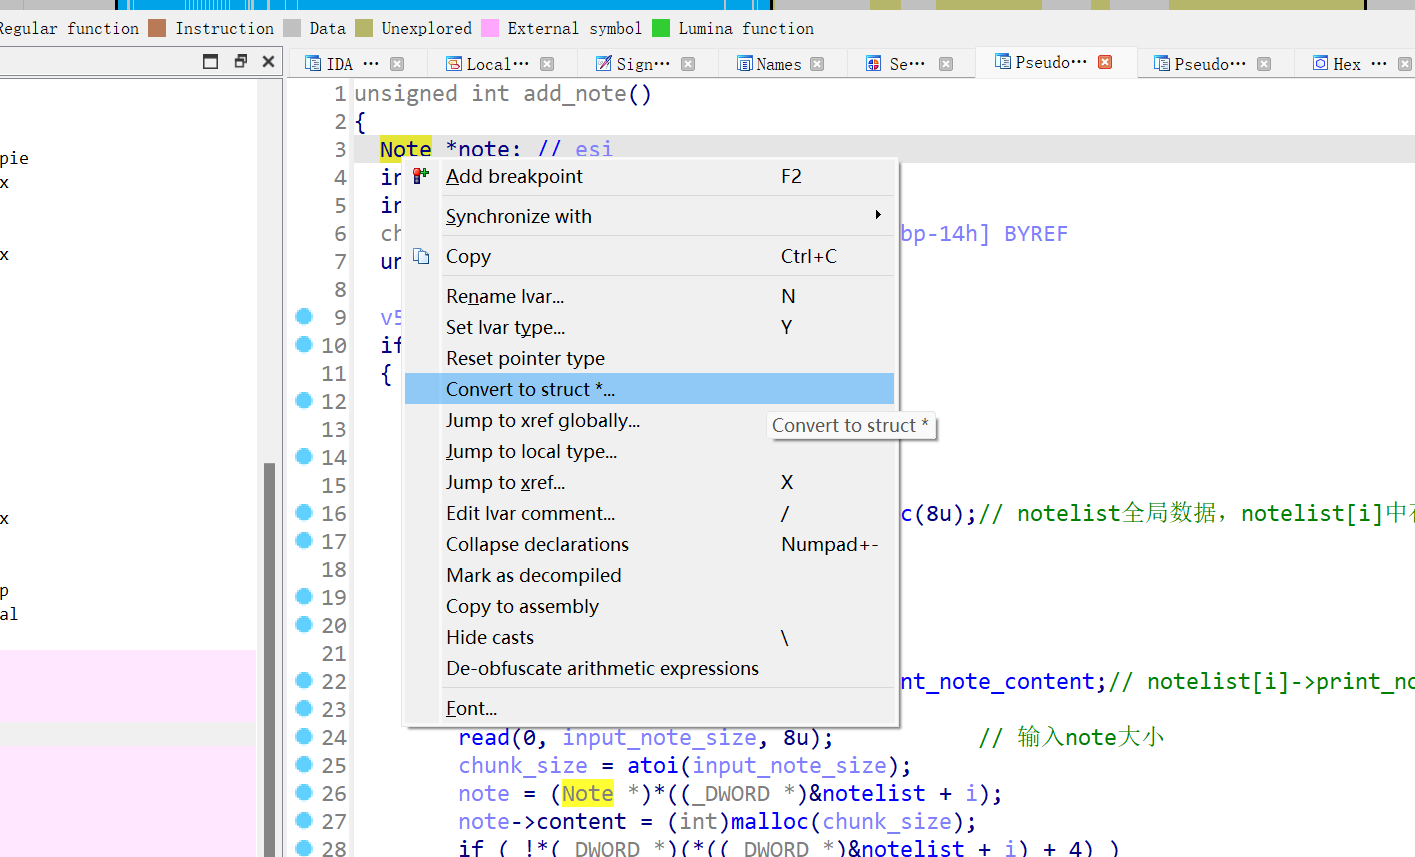 Regular function Instruction Data Unexplored External symbol Lumina function
IDA ··· Local··· Sign··· Names Se··· Pseudo··· Pseudo··· Hex ···
pie
x
x
x
p
al
1 unsigned int add_note()
2 {
3 Note *note; // esi
4 in
5 in
6 ch bp-14h] BYREF
7 un
8
9 v5
10 if
11 {
12
13
14
15
16 c(8u);// notelist全局数据，notelist[i]中
17
18
19
20
21
22 nt_note_content;// notelist[i]->print_no
23
24 read(0, input_note_size, 8u); // 输入note大小
25 chunk_size = atoi(input_note_size);
26 note = (Note *)*((_DWORD *)&notelist + i);
27 note->content = (int)malloc(chunk_size);
28 if ( !*(_DWORD *)(*((_DWORD *)&notelist + i) + 4) )
Add breakpoint F2
Synchronize with
Copy Ctrl+C
Rename lvar... N
Set lvar type... Y
Reset pointer type
Convert to struct *...
Jump to xref globally...
Convert to struct *
Jump to local type...
Jump to xref... X
Edit lvar comment... /
Collapse declarations Numpad+-
Mark as decompiled
Copy to assembly
Hide casts \
De-obfuscate arithmetic expressions
Font...